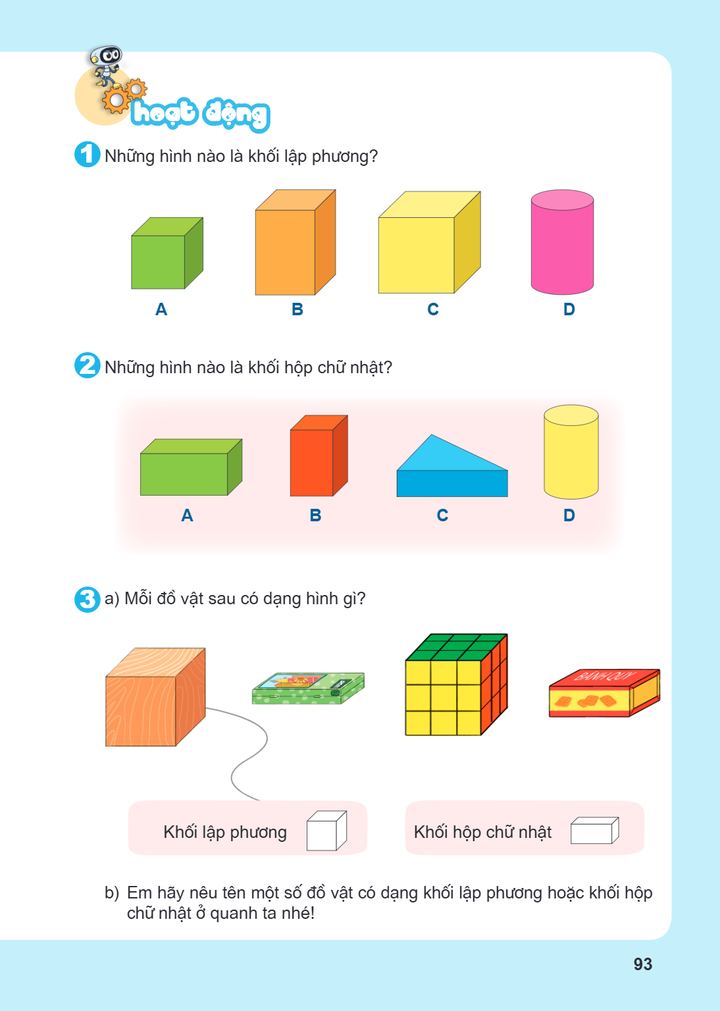 hoạt động
1 Những hình nào là khối lập phương?
A B C D
2 Những hình nào là khối hộp chữ nhật?
A B C D
3 a) Mỗi đồ vật sau có dạng hình gì?
BÁNH QUY
Khối lập phương
Khối hộp chữ nhật
b) Em hãy nêu tên một số đồ vật có dạng khối lập phương hoặc khối hộp
chữ nhật ở quanh ta nhé!
93